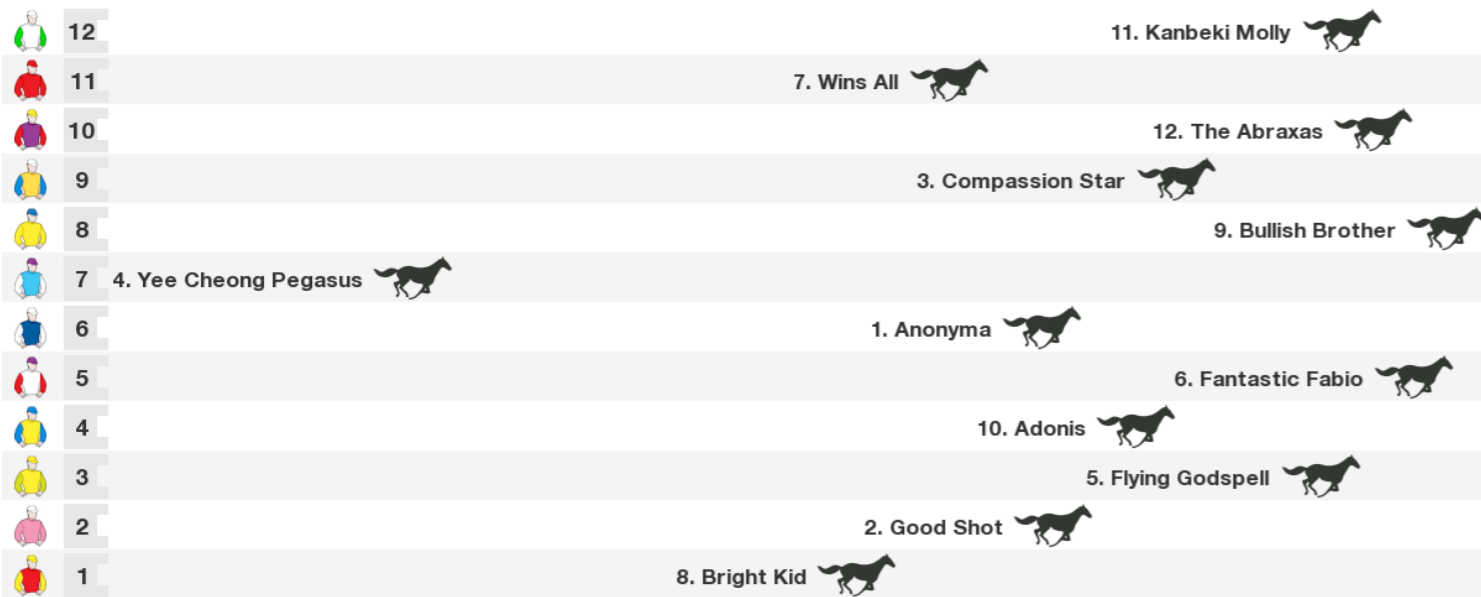 12 11. Kanbeki Molly
11 7. Wins All
10 12. The Abraxas
9 3. Compassion Star
8 9. Bullish Brother
7 4. Yee Cheong Pegasus
6 1. Anonyma
5 6. Fantastic Fabio
4 10. Adonis
3 5. Flying Godspell
2 2. Good Shot
1 8. Bright Kid